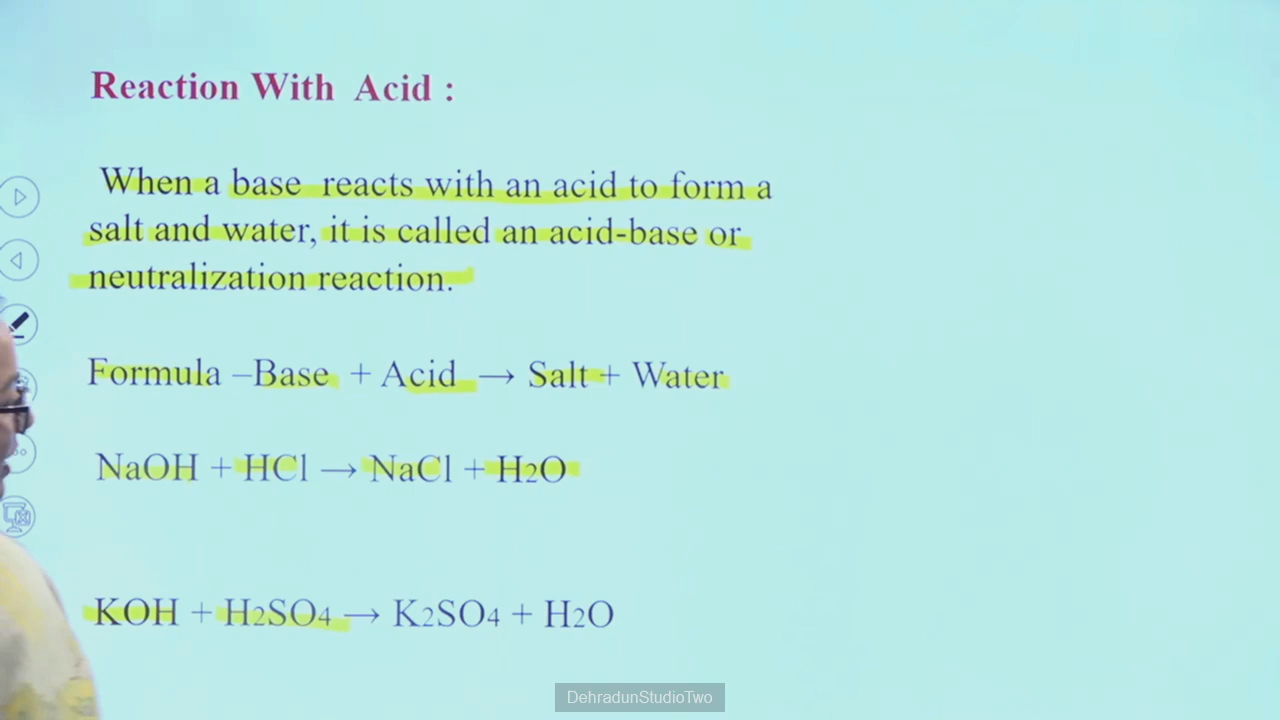 Reaction With Acid :
When a base reacts with an acid to form a
salt and water, it is called an acid-base or
neutralization reaction.
Formula –Base + Acid → Salt + Water
NaOH + HCl → NaCl + H2O
KOH + H2SO4 → K2SO4 + H2O
DehradunStudioTwo